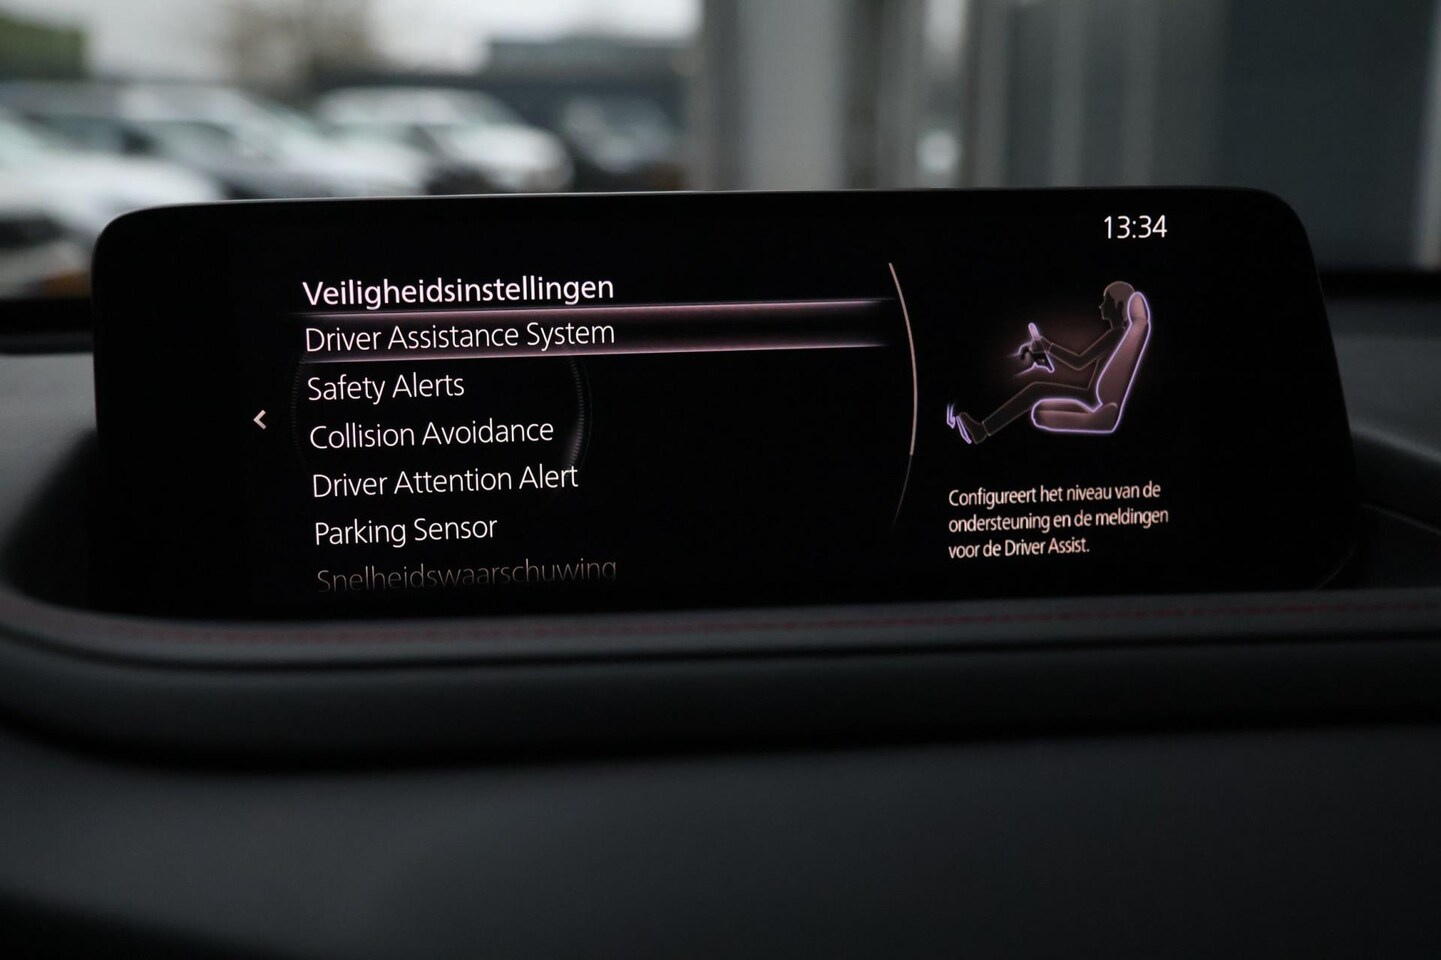 13:34
Veiligheidsinstellingen
Driver Assistance System
Safety Alerts
Collision Avoidance
Driver Attention Alert
Parking Sensor
Snelheidswaarschuwing
Configureert het niveau van de
ondersteuning en de meldingen
voor de Driver Assist.